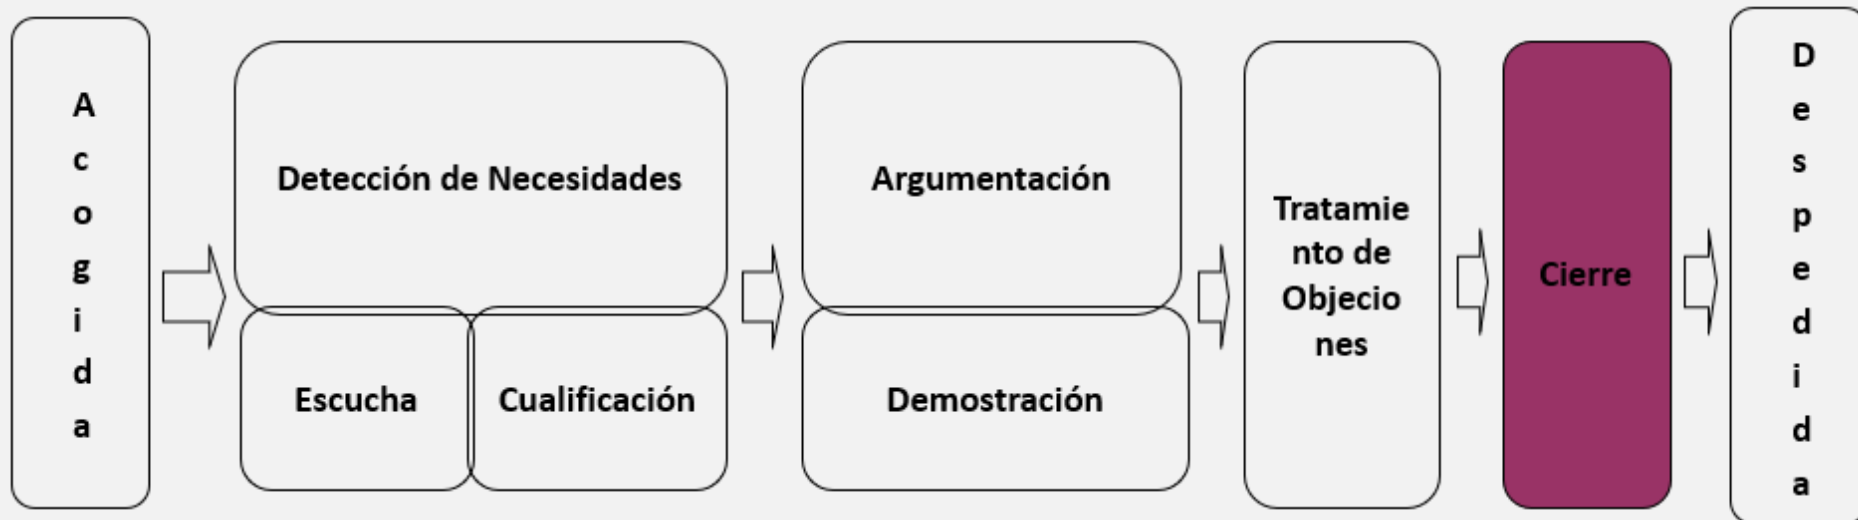 A
c
o
g
i
d
a
Detección de Necesidades
Escucha
Cualificación
Argumentación
Demostración
Tratamie
nto de
Objecio
nes
Cierre
D
e
s
p
e
d
i
d
a